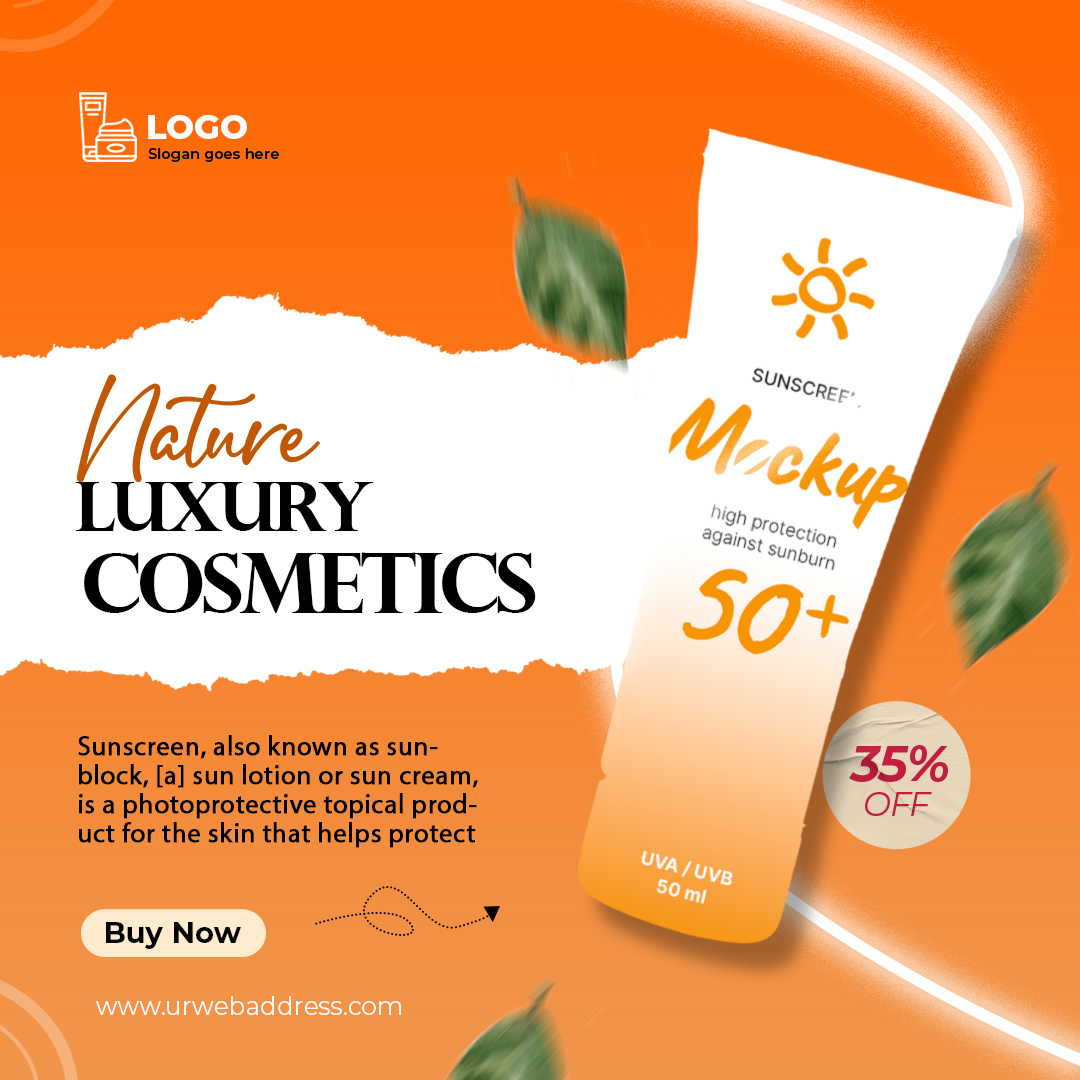 LOGO
Slogan goes here
Nature
LUXURY
COSMETICS
Sunscreen, also known as sun-
block, [a] sun lotion or sun cream,
is a photoprotective topical prod-
uct for the skin that helps protect
Buy Now
www.urwebaddress.com
SUNSCREEN
Mockup
high protection
against sunburn
50+
UVA / UVB
50 ml
35%
OFF